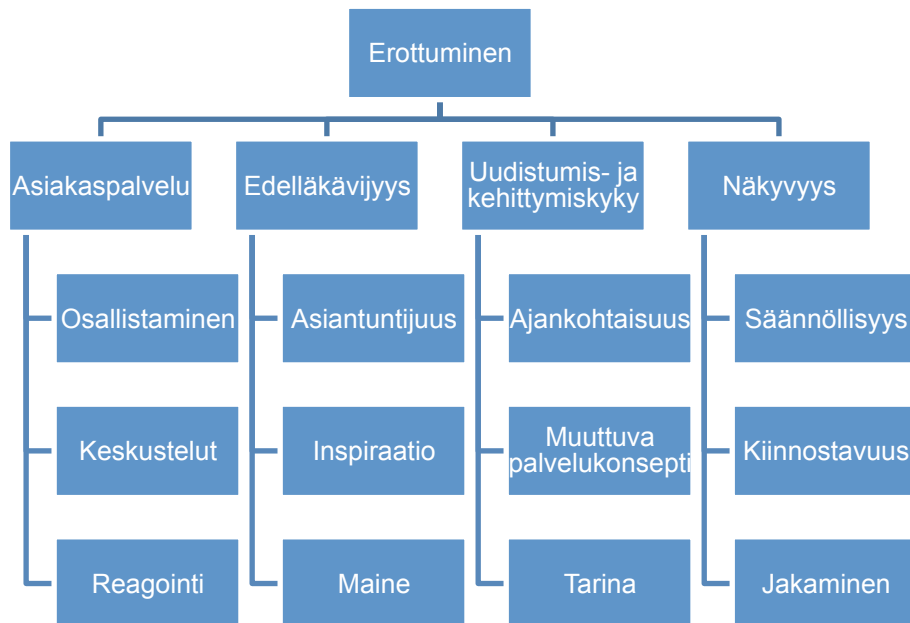 Erottuminen
Asiakaspalvelu
Edelläkävijyys
Uudistumis- ja
kehittymiskyky
Näkyvyys
Osallistaminen
Asiantuntijuus
Ajankohtaisuus
Säännöllisyys
Keskustelut
Inspiraatio
Muuttuva
palvelukonsepti
Kiinnostavuus
Reagointi
Maine
Tarina
Jakaminen